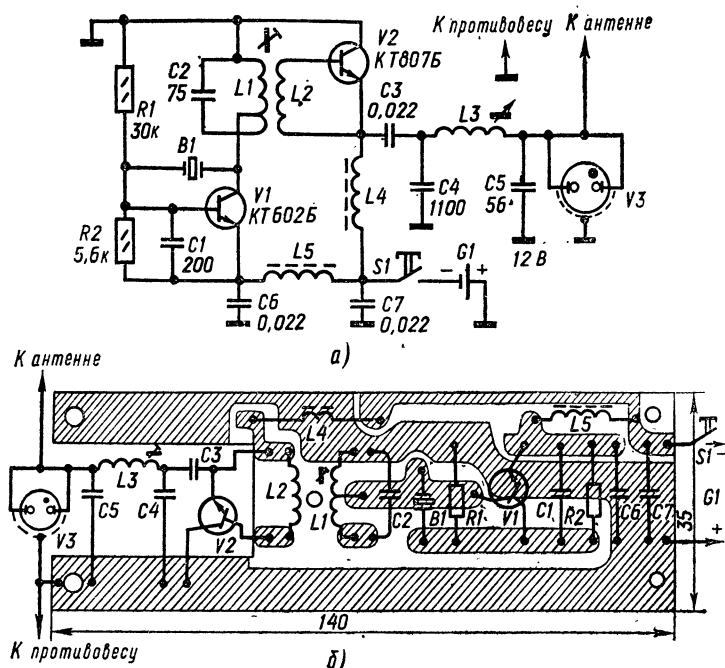 К противовесу
К антенне
V2
КТ807Б
C2
75
L1
L2
C3
0,022
L3
R1
30к
B1
V1
КТ602Б
L4
C4
1100
C5
56
V3
R2
5,6к
C1
200
L5
S1
G1
12 В
- +
C6
0,022
C7
0,022
а)
К антенне
L4
L5
S1
-
C3
L3
L2
L1
V3
C5
C4
V2
C2
B1
R1
V1
C1
R2
C6
C7
G1
35
+
140
К противовесу
б)